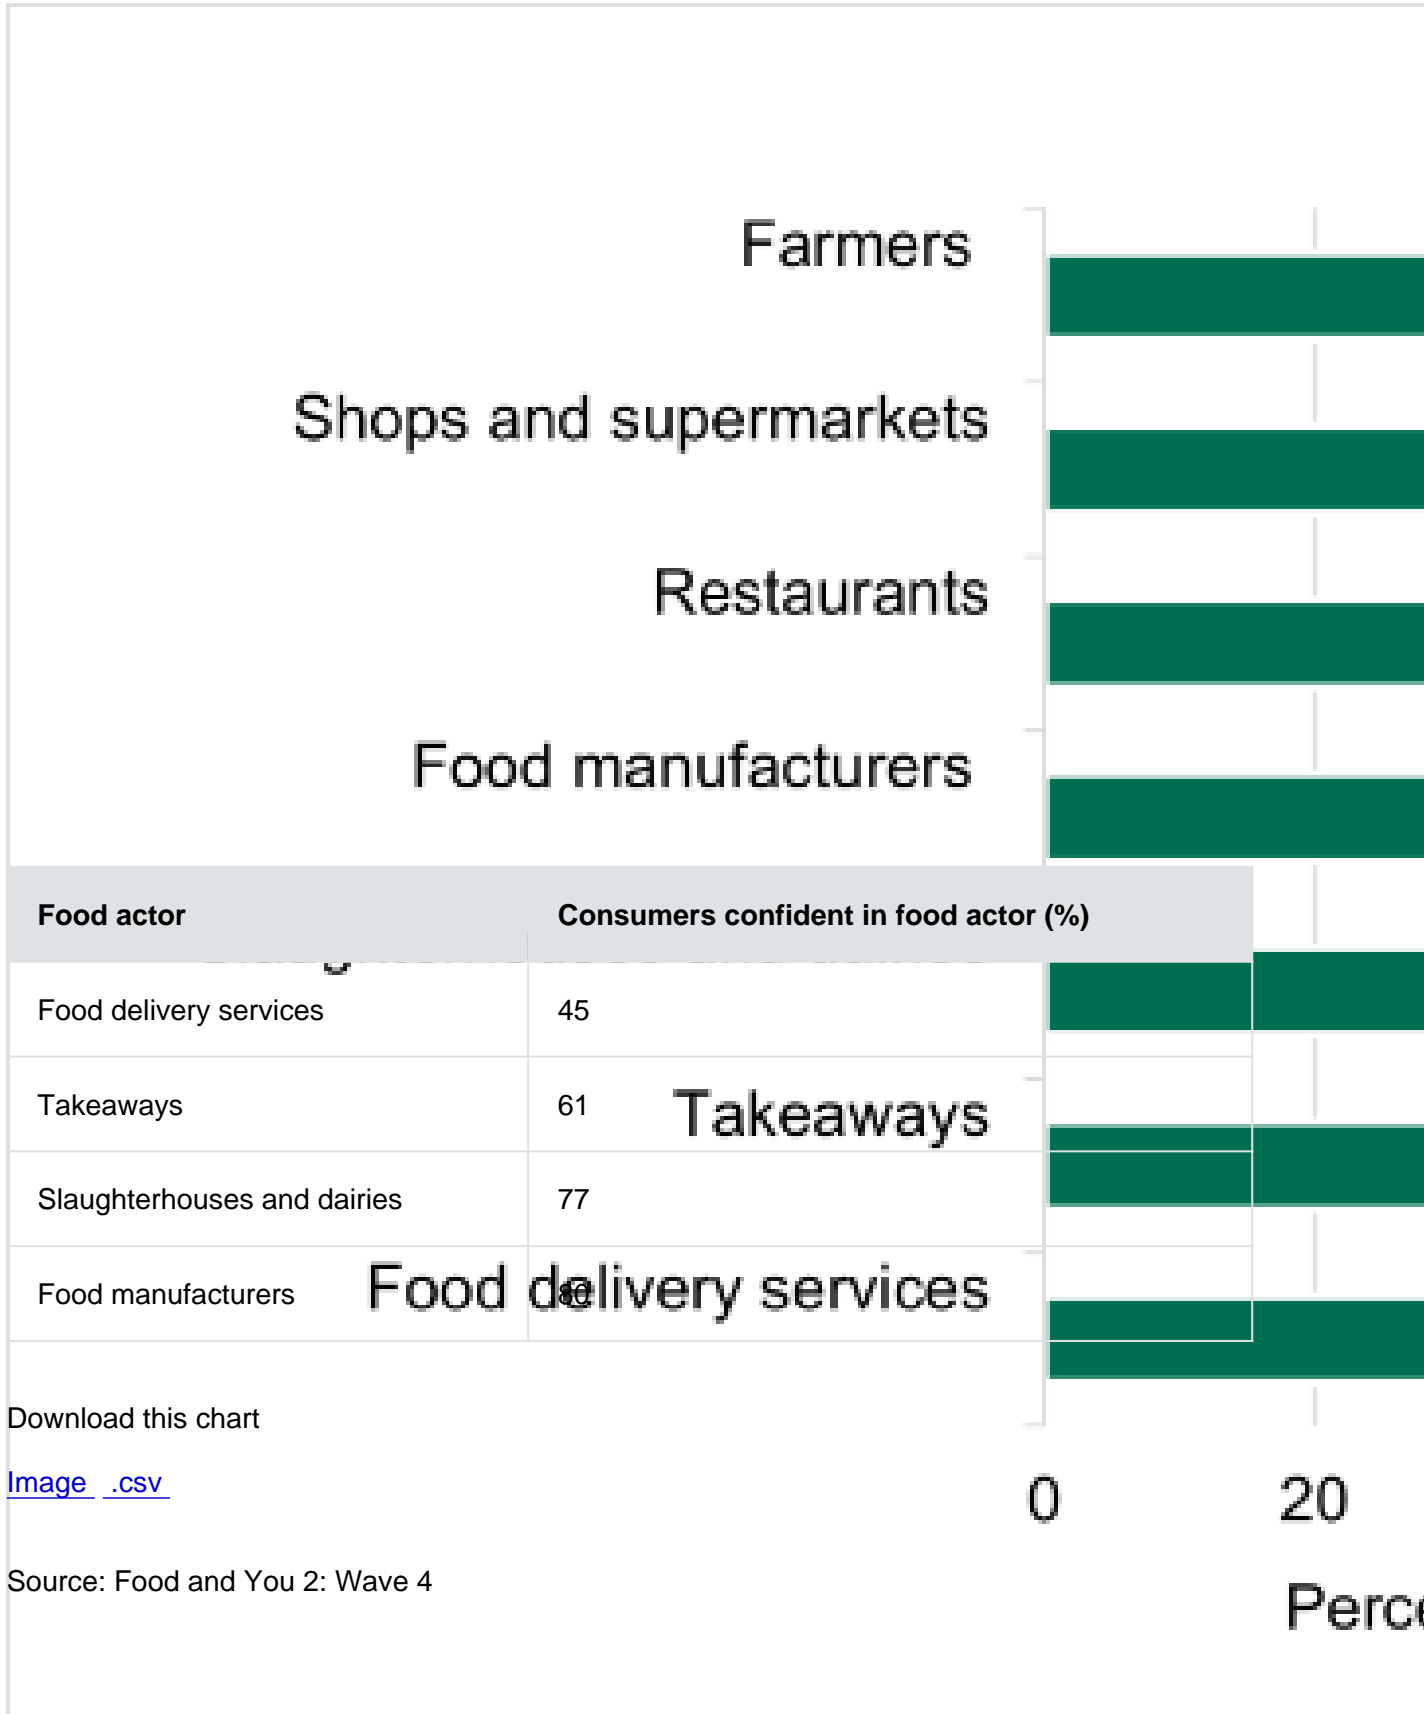 Farmers
Shops and supermarkets
Restaurants
Food manufacturers
Food actor Consumers confident in food actor (%)
Food delivery services 45
Takeaways 61
Takeaways
Slaughterhouses and dairies 77
Food manufacturers 80
Food delivery services
Download this chart
Image .csv
0 20
Source: Food and You 2: Wave 4